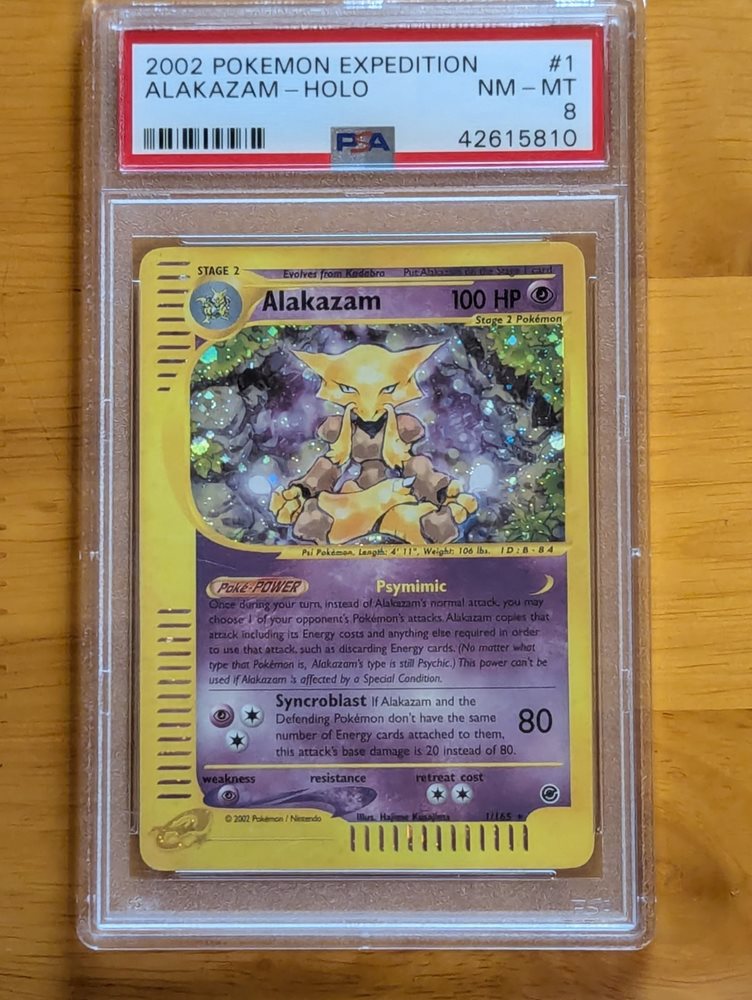 2002 POKEMON EXPEDITION #1
ALAKAZAM - HOLO NM - MT
8
PSA 42615810
STAGE 2 Evolves from Kadabra Put Alakazam on the Stage 1 card
Alakazam 100 HP
Stage 2 Pokémon
Psi Pokémon. Length: 4' 11", Weight: 106 lbs. ID:B-84
Poké-POWER Psymimic
Once during your turn, instead of Alakazam's normal attack, you may
choose 1 of your opponent's Pokémon's attacks. Alakazam copies that
attack including its Energy costs and anything else required in order
to use that attack, such as discarding Energy cards. (No matter what
type that Pokémon is, Alakazam's type is still Psychic.) This power can't be
used if Alakazam is affected by a Special Condition.
Syncroblast If Alakazam and the
Defending Pokémon don't have the same
number of Energy cards attached to them,
this attack's base damage is 20 instead of 80.
80
weakness resistance retreat cost
© 2002 Pokémon / Nintendo Illus. Hajime Kusajima 1/165